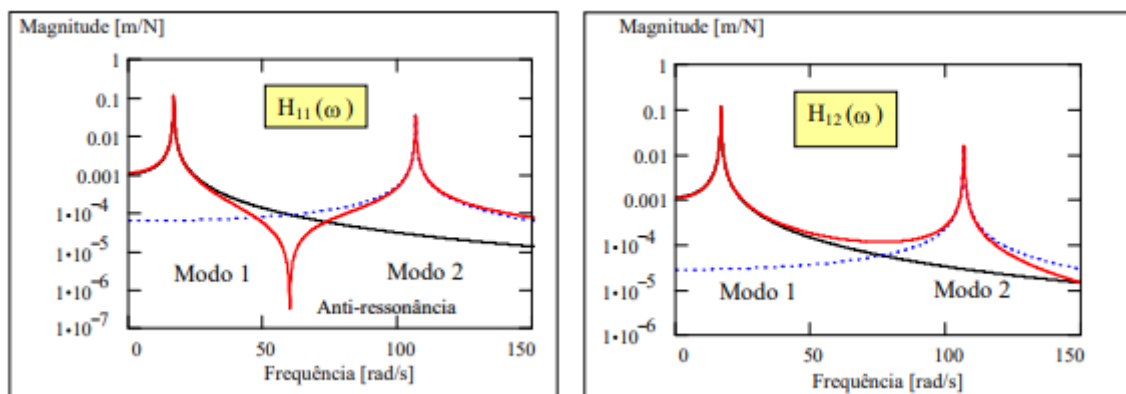 Magnitude [m/N]
1
0.1
0.01
0.001
1•10⁻⁴
1•10⁻⁵
1•10⁻⁶
1•10⁻⁷
H₁₁(ω)
Modo 1
Modo 2
Anti-ressonância
0
50
100
150
Frequência [rad/s]
Magnitude [m/N]
1
0.1
0.01
0.001
1•10⁻⁴
1•10⁻⁵
1•10⁻⁶
H₁₂(ω)
Modo 1
Modo 2
0
50
100
150
Frequência [rad/s]